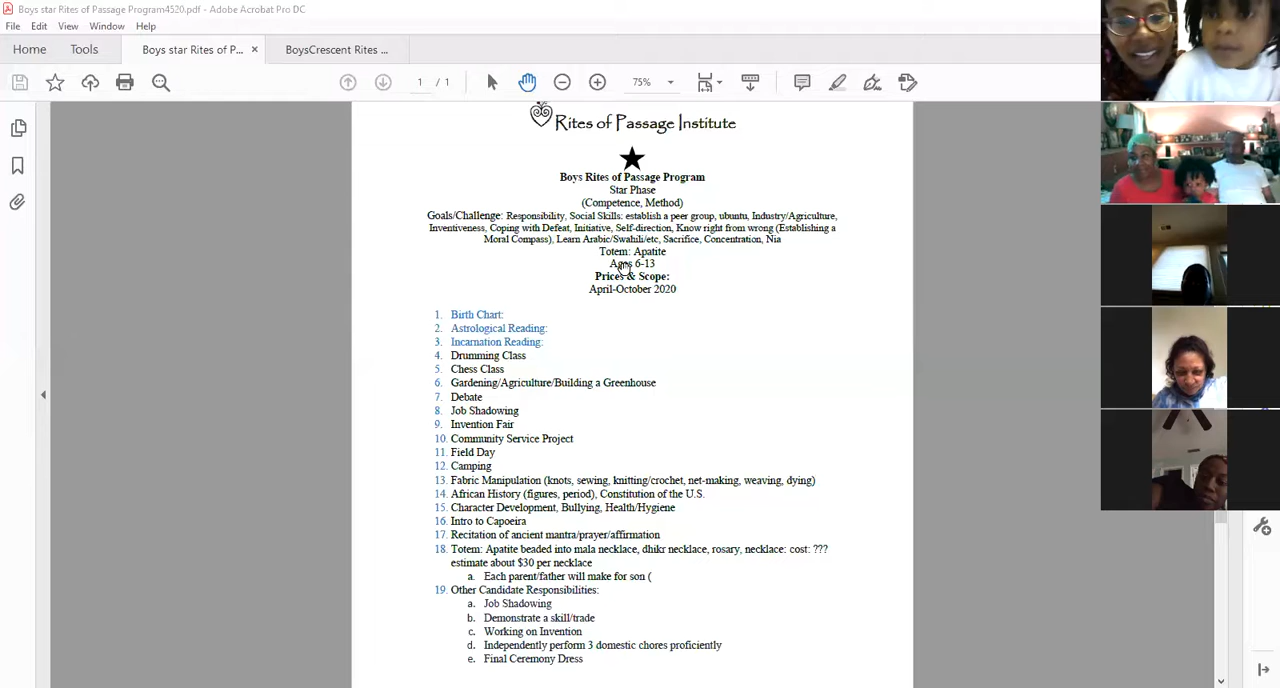 Boys star Rites of Passage Program4520.pdf - Adobe Acrobat Pro DC
File Edit View Window Help
Home Tools Boys star Rites of P... × BoysCrescent Rites ...
1 / 1 75%
Rites of Passage Institute
Boys Rites of Passage Program
Star Phase
(Competence, Method)
Goals/Challenge: Responsibility, Social Skills: establish a peer group, ubuntu, Industry/Agriculture,
Inventiveness, Coping with Defeat, Initiative, Self-direction, Know right from wrong (Establishing a
Moral Compass), Learn Arabic/Swahili/etc, Sacrifice, Concentration, Nia
Totem: Apatite
Ages 6-13
Prices & Scope:
April-October 2020
1. Birth Chart:
2. Astrological Reading:
3. Incarnation Reading:
4. Drumming Class
5. Chess Class
6. Gardening/Agriculture/Building a Greenhouse
7. Debate
8. Job Shadowing
9. Invention Fair
10. Community Service Project
11. Field Day
12. Camping
13. Fabric Manipulation (knots, sewing, knitting/crochet, net-making, weaving, dying)
14. African History (figures, period), Constitution of the U.S.
15. Character Development, Bullying, Health/Hygiene
16. Intro to Capoeira
17. Recitation of ancient mantra/prayer/affirmation
18. Totem: Apatite beaded into mala necklace, dhikr necklace, rosary, necklace: cost: ???
estimate about $30 per necklace
a. Each parent/father will make for son (
19. Other Candidate Responsibilities:
a. Job Shadowing
b. Demonstrate a skill/trade
c. Working on Invention
d. Independently perform 3 domestic chores proficiently
e. Final Ceremony Dress